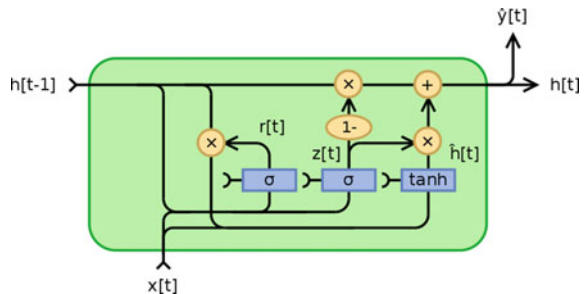 ŷ[t]
h[t-1]
×
+
h[t]
1-
r[t]
×
z[t]
×
ĥ[t]
σ
σ
tanh
x[t]